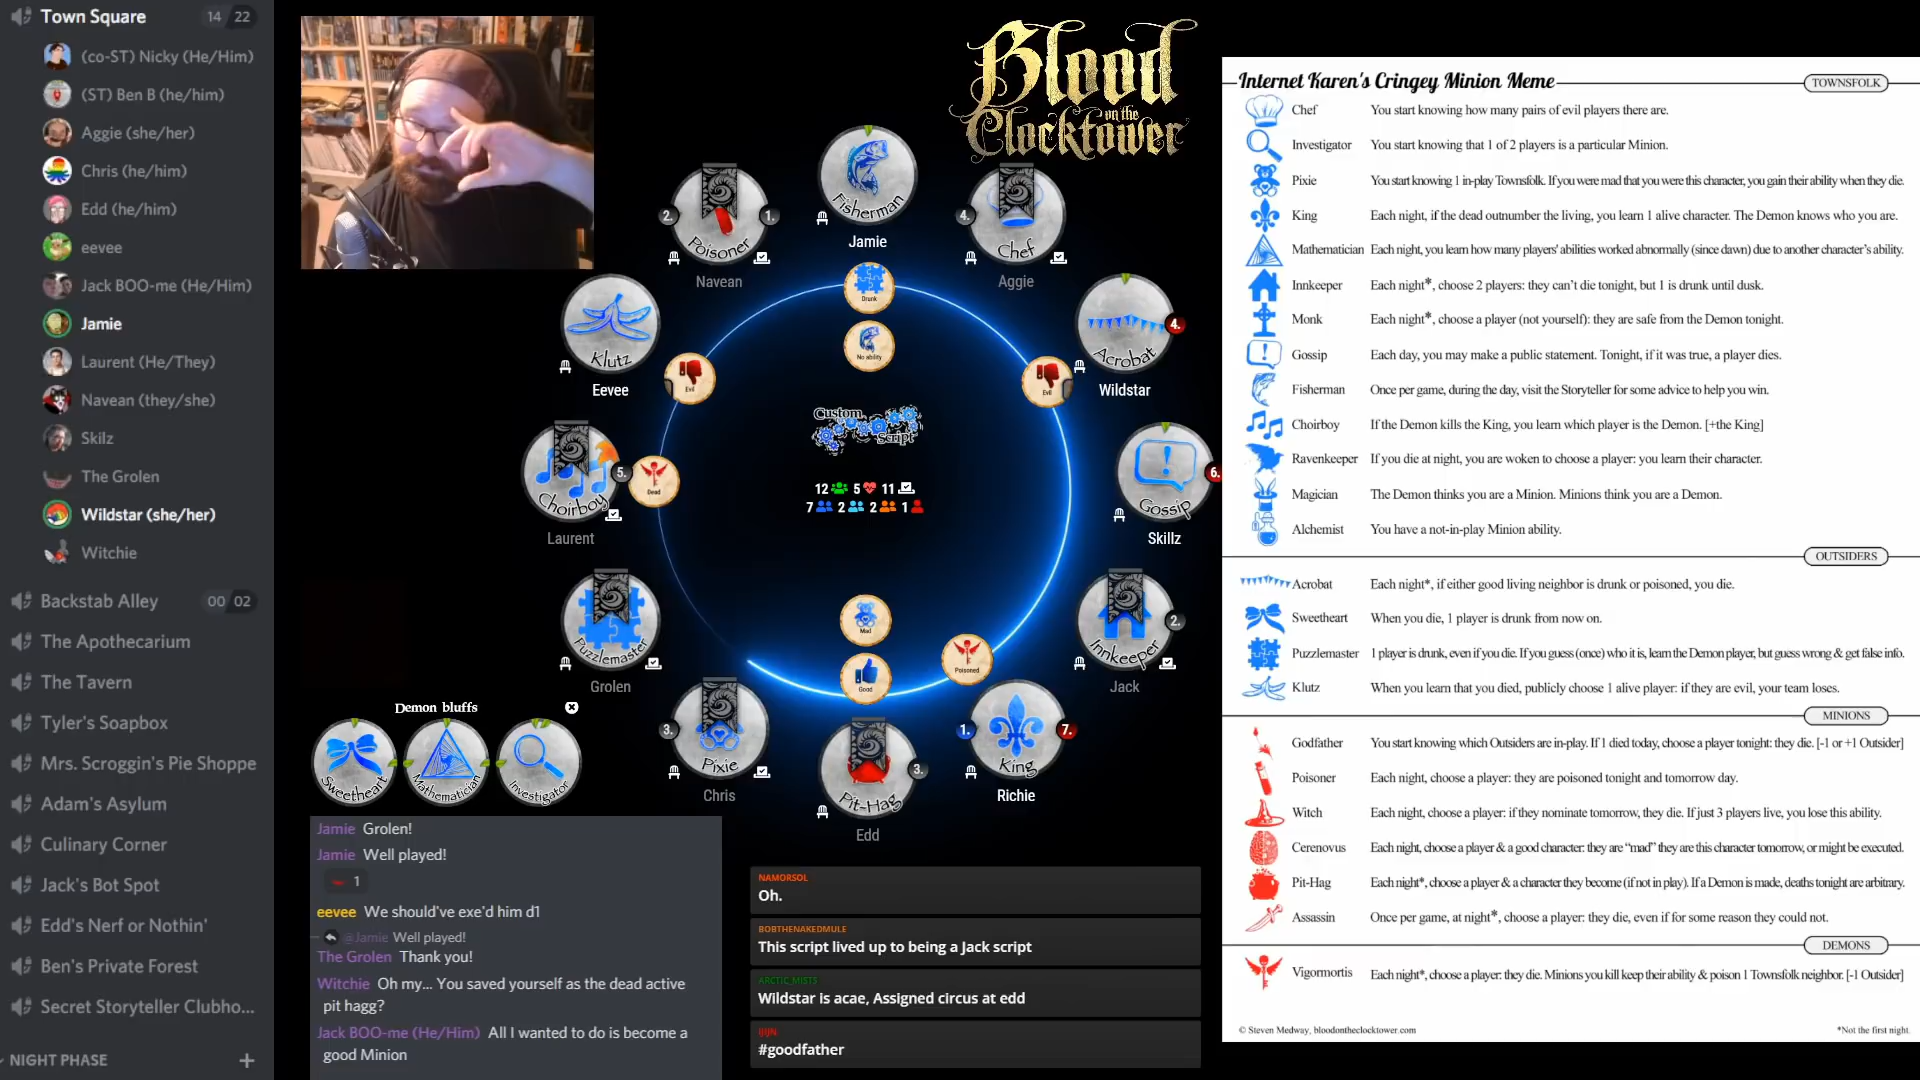 Town Square 14 22
(co-ST) Nicky (He/Him)
(ST) Ben B (he/him)
Aggie (she/her)
Chris (he/him)
Edd (he/him)
eevee
Jack BOO-me (He/Him)
Jamie
Laurent (He/They)
Navean (they/she)
Skilz
The Grolen
Wildstar (she/her)
Witchie
Backstab Alley 00 02
The Apothecarium
The Tavern
Tyler's Soapbox
Mrs. Scroggin's Pie Shoppe
Adam's Asylum
Culinary Corner
Jack's Bot Spot
Edd's Nerf or Nothin'
Ben's Private Forest
Secret Storyteller Clubho...
NIGHT PHASE +
Blood
on the
Clocktower
Fisherman
Jamie
Drunk
No ability
Chef
4.
Aggie
Acrobat
4.
Wildstar
Evil
Gossip
6.
Skillz
Innkeeper
2.
Jack
King
1.
7.
Richie
Poisoned
Pit-Hag
3.
Edd
Mad
Good
Pixie
3.
Chris
Puzzlemaster
Grolen
Choirboy
5.
Laurent
Dead
Klutz
Eevee
Evil
Poisoner
2.
1.
Navean
Custom
Script
12 5 11
7 2 2 1
Demon bluffs
Sweetheart
Mathematician
Investigator
Jamie Grolen!
Jamie Well played!
1
eevee We should've exe'd him d1
@Jamie Well played!
The Grolen Thank you!
Witchie Oh my... You saved yourself as the dead active
pit hagg?
Jack BOO-me (He/Him) All I wanted to do is become a
good Minion
NAMORSOL
Oh.
BOBTHENAKEDMULE
This script lived up to being a Jack script
ARCTIC_MISTS
Wildstar is acae, Assigned circus at edd
#goodfather
Internet Karen's Cringey Minion Meme
TOWNSFOLK
Chef You start knowing how many pairs of evil players there are.
Investigator You start knowing that 1 of 2 players is a particular Minion.
Pixie You start knowing 1 in-play Townsfolk. If you were mad that you were this character, you gain their ability when they die.
King Each night, if the dead outnumber the living, you learn 1 alive character. The Demon knows who you are.
Mathematician Each night, you learn how many players' abilities worked abnormally (since dawn) due to another character's ability.
Innkeeper Each night*, choose 2 players: they can't die tonight, but 1 is drunk until dusk.
Monk Each night*, choose a player (not yourself): they are safe from the Demon tonight.
Gossip Each day, you may make a public statement. Tonight, if it was true, a player dies.
Fisherman Once per game, during the day, visit the Storyteller for some advice to help you win.
Choirboy If the Demon kills the King, you learn which player is the Demon. [+the King]
Ravenkeeper If you die at night, you are woken to choose a player: you learn their character.
Magician The Demon thinks you are a Minion. Minions think you are a Demon.
Alchemist You have a not-in-play Minion ability.
OUTSIDERS
Acrobat Each night*, if either good living neighbor is drunk or poisoned, you die.
Sweetheart When you die, 1 player is drunk from now on.
Puzzlemaster 1 player is drunk, even if you die. If you guess (once) who it is, learn the Demon player, but guess wrong & get false info.
Klutz When you learn that you died, publicly choose 1 alive player: if they are evil, your team loses.
MINIONS
Godfather You start knowing which Outsiders are in-play. If 1 died today, choose a player tonight: they die. [-1 or +1 Outsider]
Poisoner Each night, choose a player: they are poisoned tonight and tomorrow day.
Witch Each night, choose a player: if they nominate tomorrow, they die. If just 3 players live, you lose this ability.
Cerenovus Each night, choose a player & a good character: they are "mad" they are this character tomorrow, or might be executed.
Pit-Hag Each night*, choose a player & a character they become (if not in play). If a Demon is made, deaths tonight are arbitrary.
Assassin Once per game, at night*, choose a player: they die, even if for some reason they could not.
DEMONS
Vigormortis Each night*, choose a player: they die. Minions you kill keep their ability & poison 1 Townsfolk neighbor. [-1 Outsider]
© Steven Medway, bloodontheclocktower.com *Not the first night.